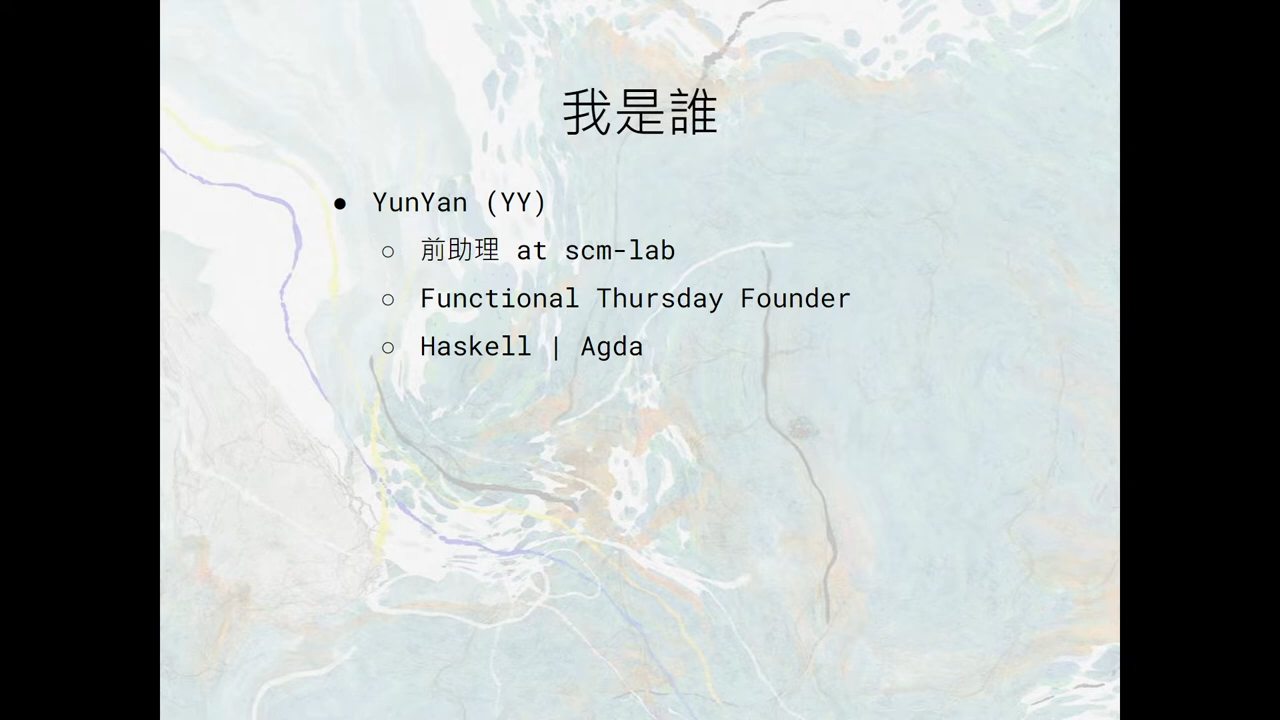 我是誰
● YunYan (YY)
○ 前助理 at scm-lab
○ Functional Thursday Founder
○ Haskell | Agda